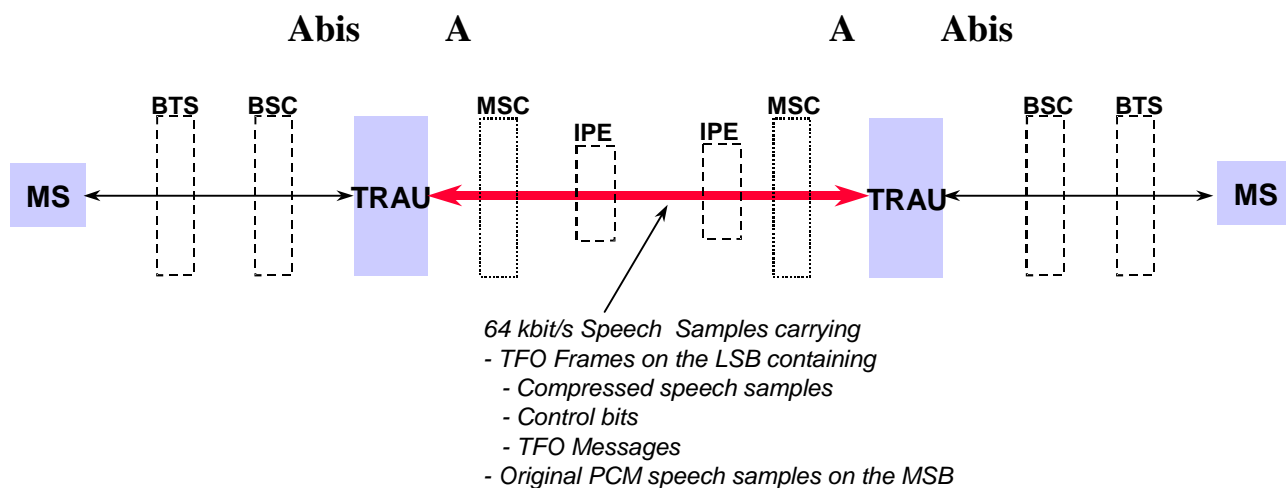 Abis A A Abis
BTS BSC MSC IPE IPE MSC BSC BTS
MS TRAU TRAU MS
64 kbit/s Speech Samples carrying
- TFO Frames on the LSB containing
- Compressed speech samples
- Control bits
- TFO Messages
- Original PCM speech samples on the MSB